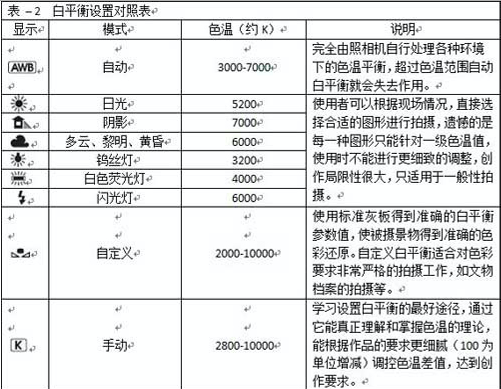 表 – 2 白平衡设置对照表
显示 模式 色温（约 K） 说明
AWB 自动 3000-7000 完全由照相机自行处理各种环境
下的色温平衡，超过色温范围自动
白平衡就会失去作用。
日光 5200 使用者可以根据现场情况，直接选
阴影 7000 择合适的图形进行拍摄，遗憾的是
多云、黎明、黄昏 6000 每一种图形只能针对一级色温值，
钨丝灯 3200 使用时不能进行更细致的调整，创
白色荧光灯 4000 作局限性很大，只适用于一般性拍
闪光灯 6000 摄。
自定义 2000-10000 使用标准灰板得到准确的白平衡
参数值，使被摄景物得到准确的色
彩还原。自定义白平衡适合对色彩
要求非常严格的拍摄工作，如文物
档案的拍摄等。
K 手动 2800-10000 学习设置白平衡的最好途径，通过
它能真正理解和掌握色温的理论，
能根据作品的要求更细腻（100 为
单位增减）调控色温差值，达到创
作要求。